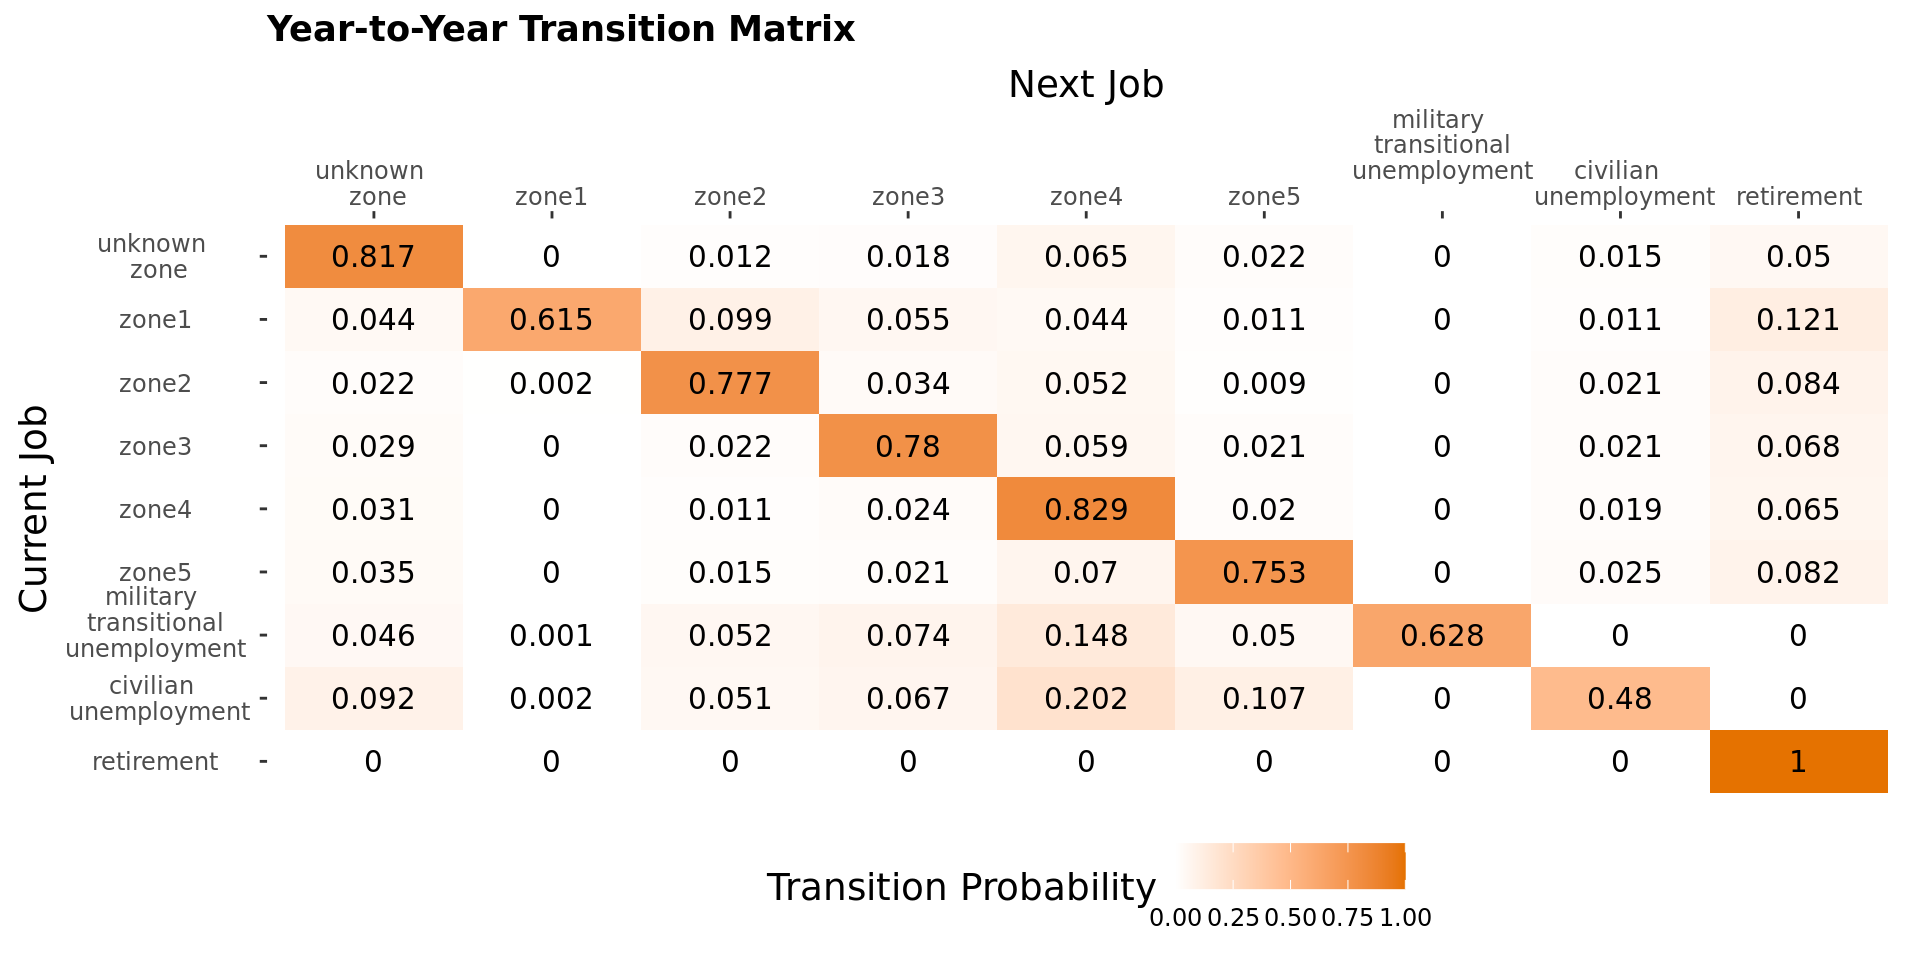 Year-to-Year Transition Matrix
Next Job
unknown
zone
zone1
zone2
zone3
zone4
zone5
military
transitional
unemployment
civilian
unemployment
retirement
Current Job
unknown
zone
0.817 0 0.012 0.018 0.065 0.022 0 0.015 0.05
zone1 0.044 0.615 0.099 0.055 0.044 0.011 0 0.011 0.121
zone2 0.022 0.002 0.777 0.034 0.052 0.009 0 0.021 0.084
zone3 0.029 0 0.022 0.78 0.059 0.021 0 0.021 0.068
zone4 0.031 0 0.011 0.024 0.829 0.02 0 0.019 0.065
zone5 0.035 0 0.015 0.021 0.07 0.753 0 0.025 0.082
military
transitional
unemployment
0.046 0.001 0.052 0.074 0.148 0.05 0.628 0 0
civilian
unemployment
0.092 0.002 0.051 0.067 0.202 0.107 0 0.48 0
retirement 0 0 0 0 0 0 0 0 1
Transition Probability
0.00 0.25 0.50 0.75 1.00